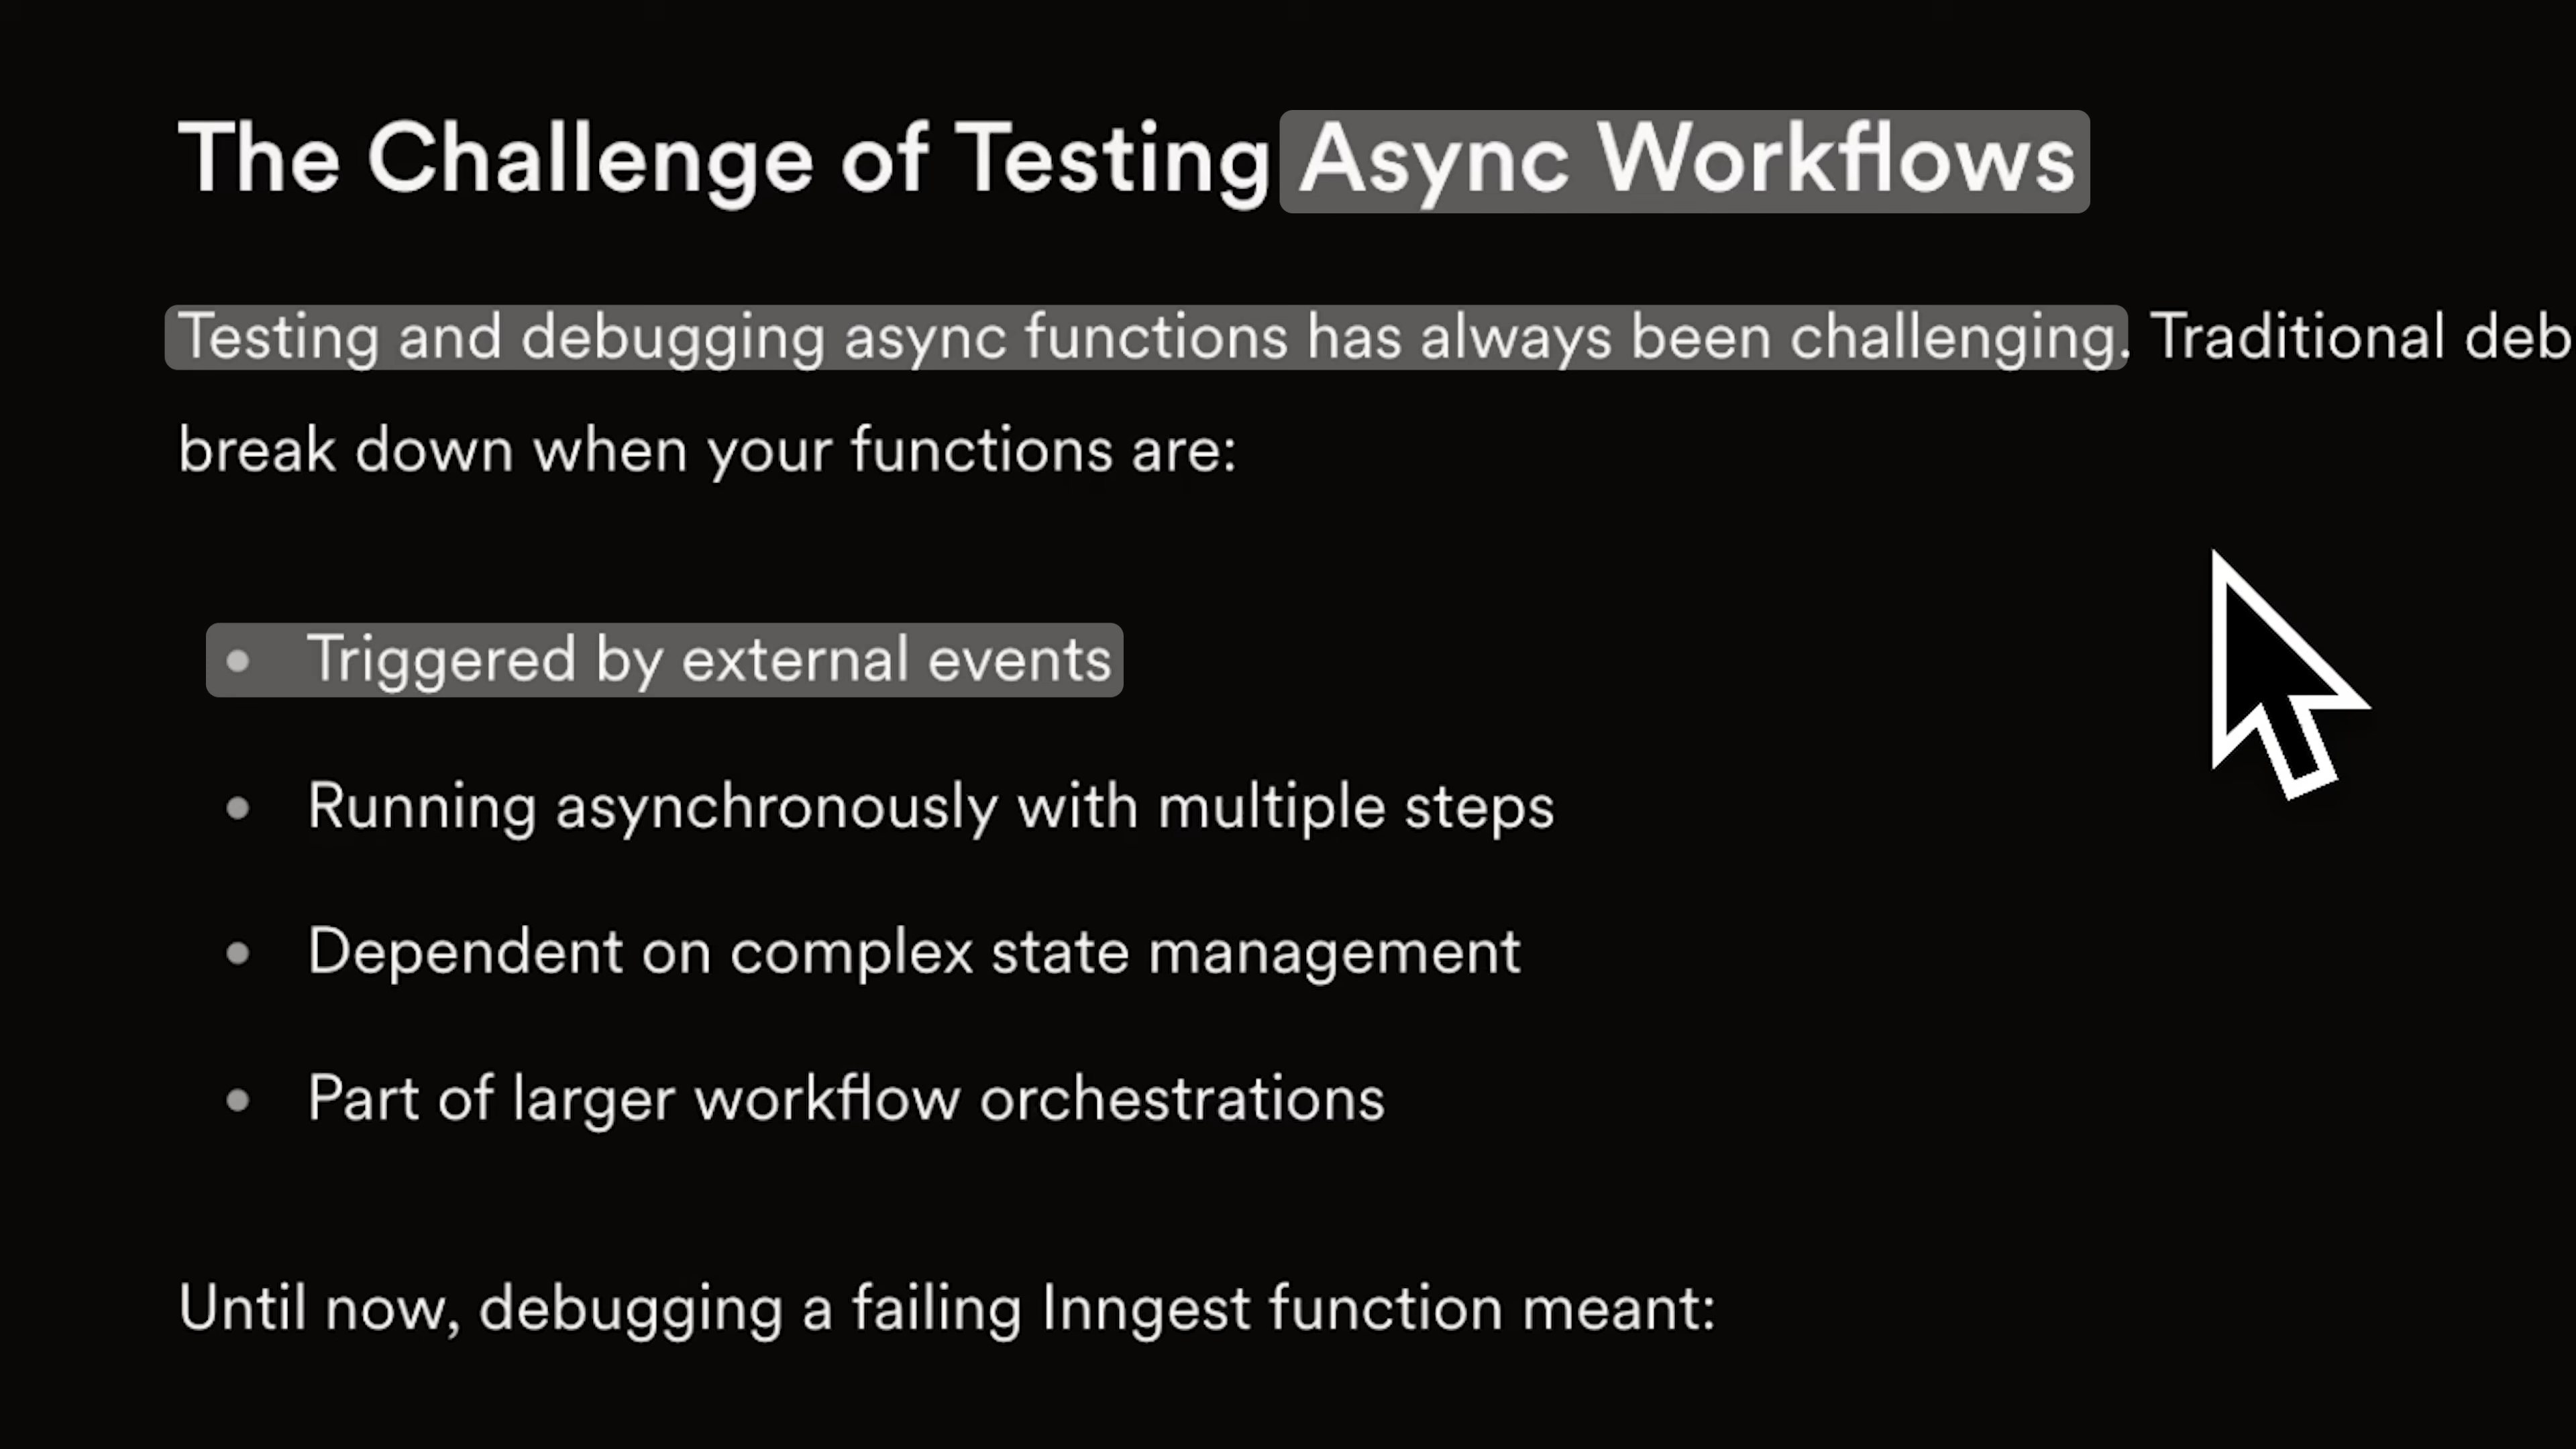 The Challenge of Testing Async Workflows
Testing and debugging async functions has always been challenging. Traditional deb
break down when your functions are:
• Triggered by external events
• Running asynchronously with multiple steps
• Dependent on complex state management
• Part of larger workflow orchestrations
Until now, debugging a failing Inngest function meant: